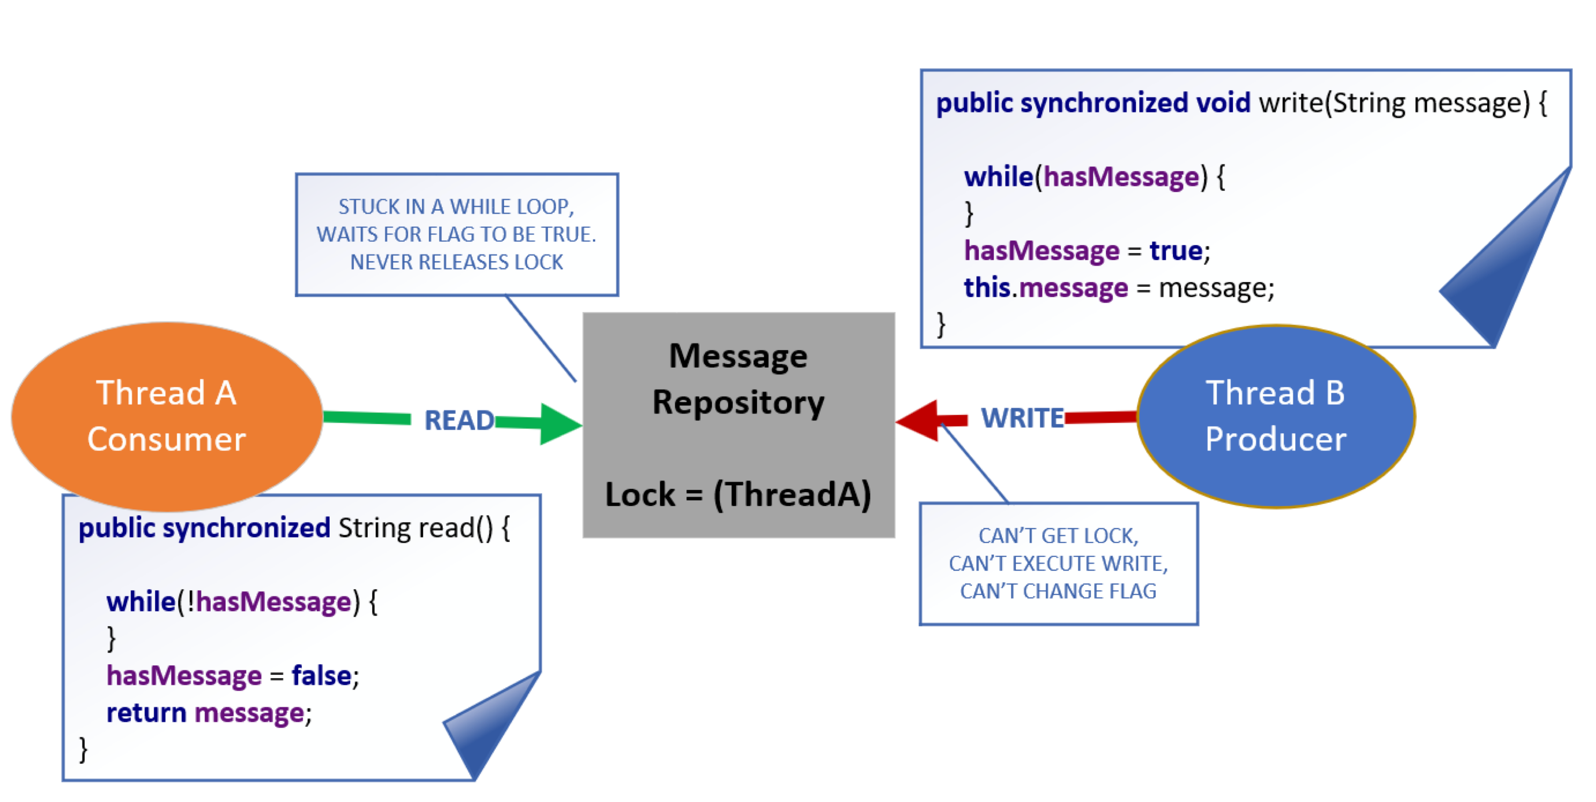 public synchronized void write(String message) {
while(hasMessage) {
}
hasMessage = true;
this.message = message;
}
STUCK IN A WHILE LOOP,
WAITS FOR FLAG TO BE TRUE.
NEVER RELEASES LOCK
Thread A
Consumer
READ
Message
Repository
Lock = (ThreadA)
WRITE
Thread B
Producer
CAN'T GET LOCK,
CAN'T EXECUTE WRITE,
CAN'T CHANGE FLAG
public synchronized String read() {
while(!hasMessage) {
}
hasMessage = false;
return message;
}